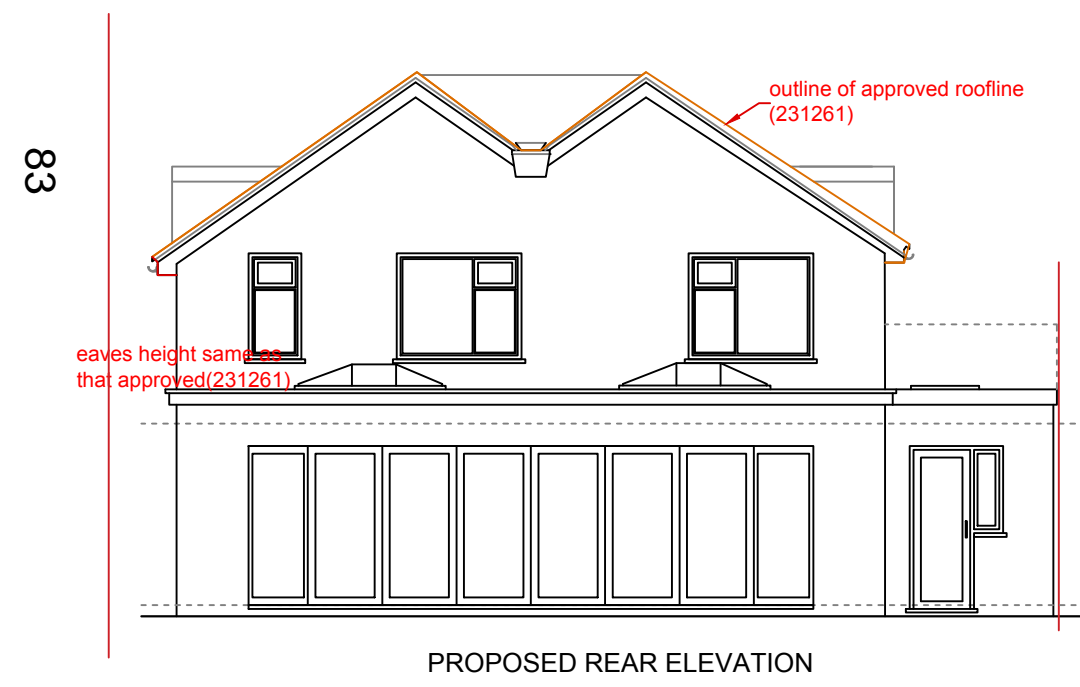 83
outline of approved roofline
(231261)
eaves height same as
that approved(231261)
PROPOSED REAR ELEVATION